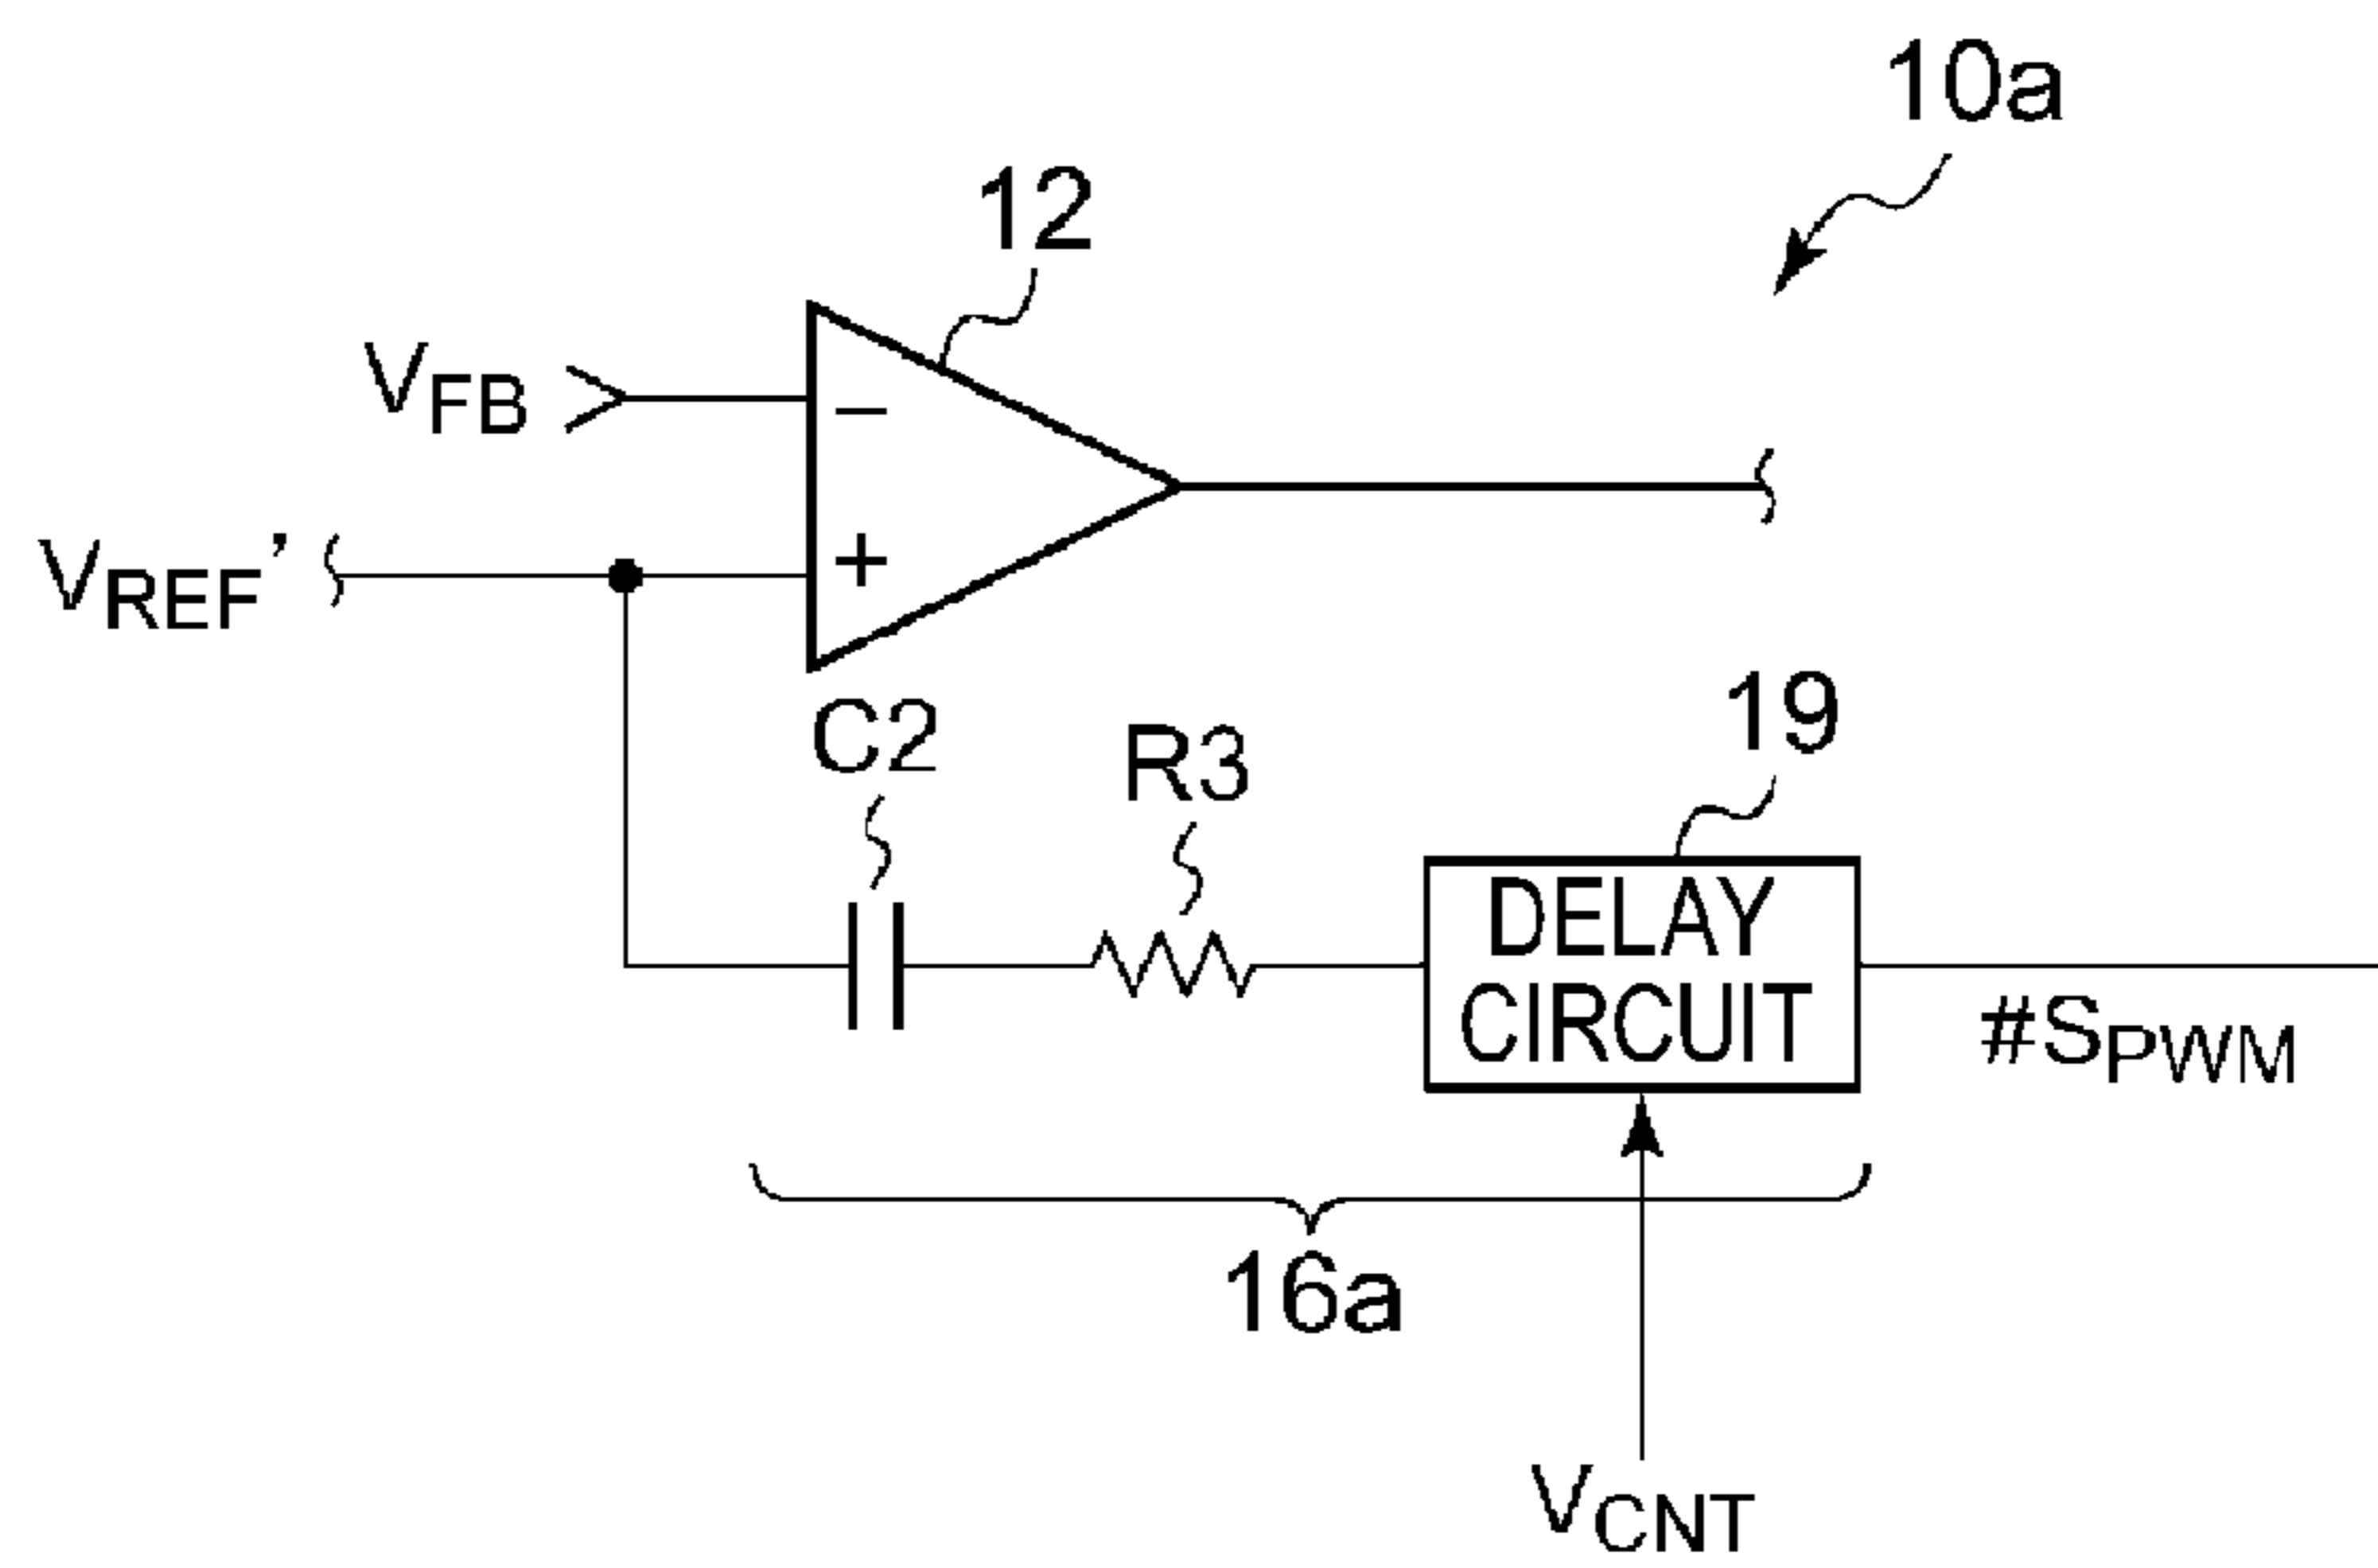 10a
12
VFB
−
VREF'
+
C2
R3
19
DELAY
CIRCUIT
#SPWM
16a
VCNT